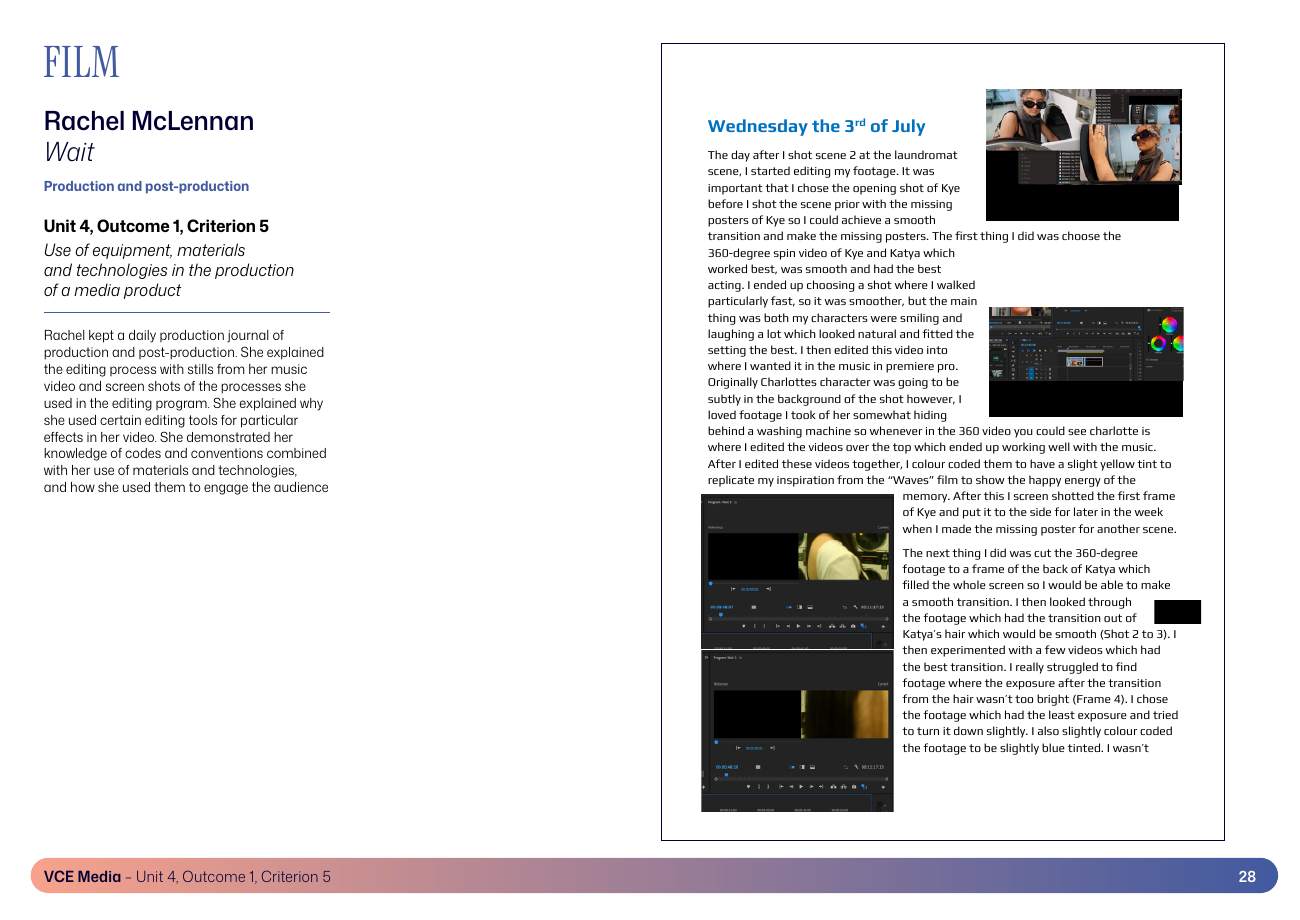 FILM
Rachel McLennan
Wait
Production and post-production
Unit 4, Outcome 1, Criterion 5
Use of equipment, materials
and technologies in the production
of a media product
Rachel kept a daily production journal of
production and post-production. She explained
the editing process with stills from her music
video and screen shots of the processes she
used in the editing program. She explained why
she used certain editing tools for particular
effects in her video. She demonstrated her
knowledge of codes and conventions combined
with her use of materials and technologies,
and how she used them to engage the audience
Wednesday the 3rd of July
The day after I shot scene 2 at the laundromat
scene, I started editing my footage. It was
important that I chose the opening shot of Kye
before I shot the scene prior with the missing
posters of Kye so I could achieve a smooth
transition and make the missing posters. The first thing I did was choose the
360-degree spin video of Kye and Katya which
worked best, was smooth and had the best
acting. I ended up choosing a shot where I walked
particularly fast, so it was smoother, but the main
thing was both my characters were smiling and
laughing a lot which looked natural and fitted the
setting the best. I then edited this video into
where I wanted it in the music in premiere pro.
Originally Charlottes character was going to be
subtly in the background of the shot however, I
loved footage I took of her somewhat hiding
behind a washing machine so whenever in the 360 video you could see charlotte is
where I edited the videos over the top which ended up working well with the music.
After I edited these videos together, I colour coded them to have a slight yellow tint to
replicate my inspiration from the “Waves” film to show the happy energy of the
memory. After this I screen shotted the first frame
of Kye and put it to the side for later in the week
when I made the missing poster for another scene.
The next thing I did was cut the 360-degree
footage to a frame of the back of Katya which
filled the whole screen so I would be able to make
a smooth transition. I then looked through
the footage which had the transition out of
Katya’s hair which would be smooth (Shot 2 to 3). I
then experimented with a few videos which had
the best transition. I really struggled to find
footage where the exposure after the transition
from the hair wasn’t too bright (Frame 4). I chose
the footage which had the least exposure and tried
to turn it down slightly. I also slightly colour coded
the footage to be slightly blue tinted. I wasn’t
VCE Media – Unit 4, Outcome 1, Criterion 5
28